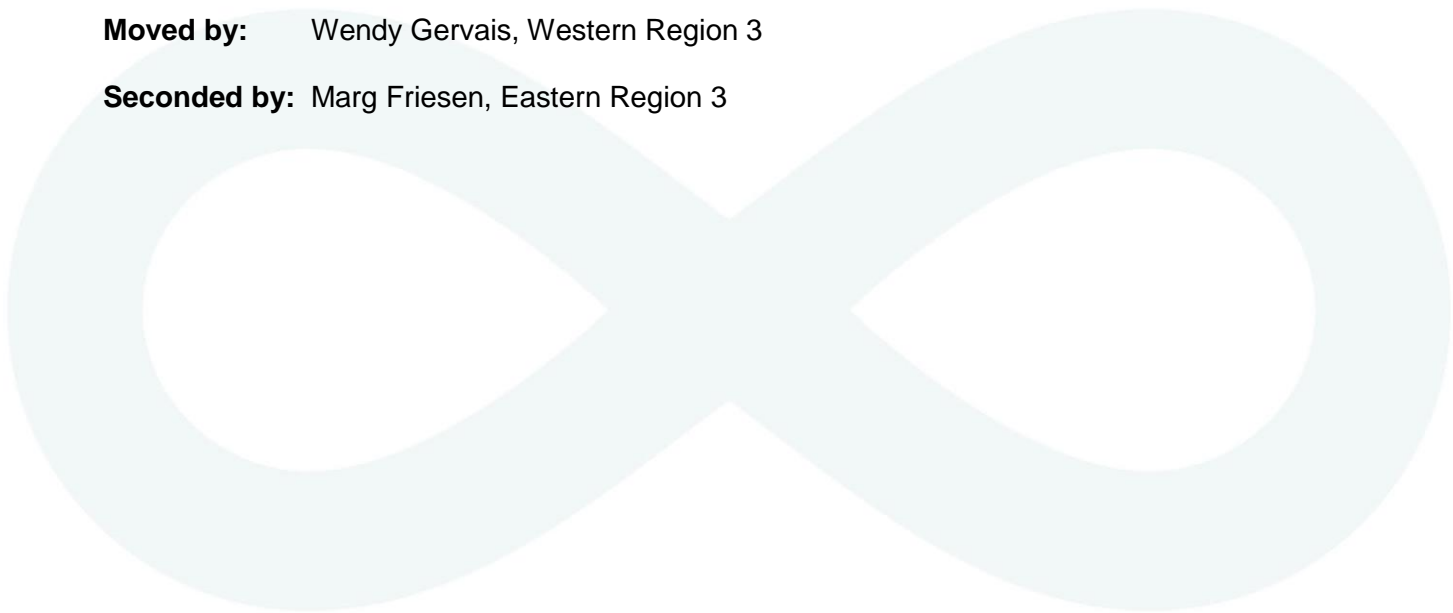 Moved by: Wendy Gervais, Western Region 3
Seconded by: Marg Friesen, Eastern Region 3